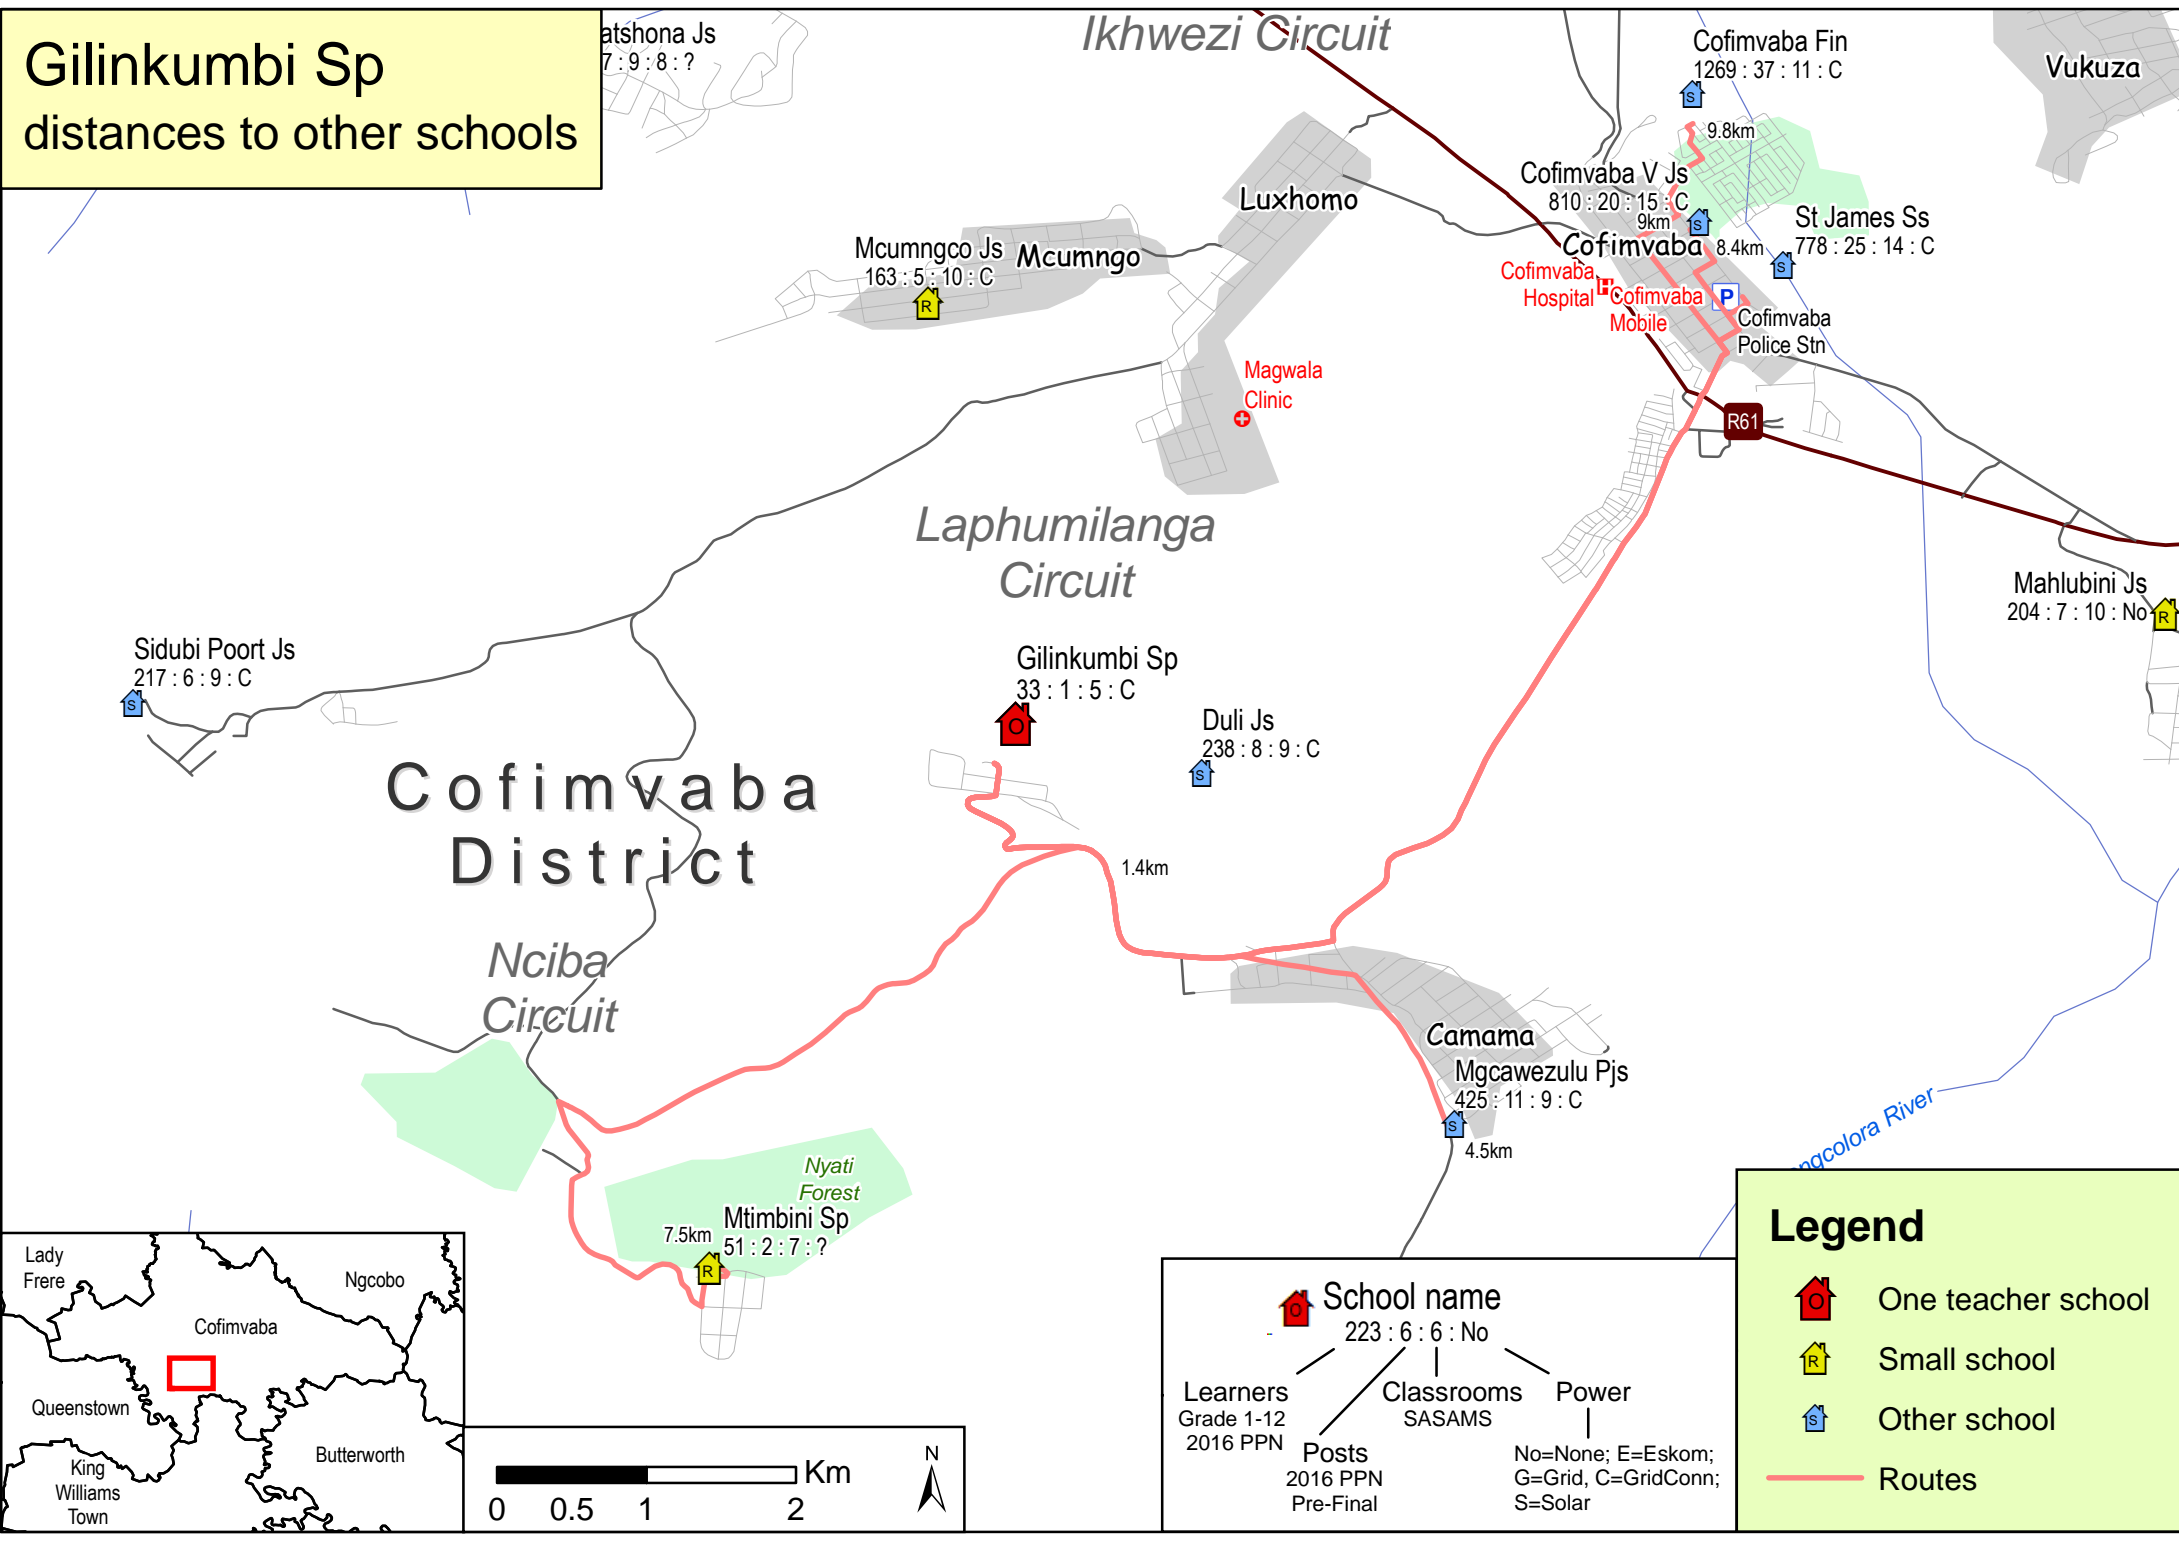 Gilinkumbi Sp
distances to other schools
atshona Js
7 : 9 : 8 : ?
Ikhwezi Circuit
Cofimvaba Fin
1269 : 37 : 11 : C
S
Vukuza
9.8km
Cofimvaba V Js
810 : 20 : 15 : C
9km
S
St James Ss
778 : 25 : 14 : C
S
Luxhomo
Mcumngco Js
163 : 5 : 10 : C
R
Mcumngo
Cofimvaba
8.4km
Cofimvaba
Hospital
H
Cofimvaba
Mobile
P
Cofimvaba
Police Stn
Magwala
Clinic
R61
Laphumilanga
Circuit
Mahlubini Js
204 : 7 : 10 : No
R
Sidubi Poort Js
217 : 6 : 9 : C
S
Gilinkumbi Sp
33 : 1 : 5 : C
O
Duli Js
238 : 8 : 9 : C
S
Cofimvaba
District
1.4km
Nciba
Circuit
Camama
Mgcawezulu Pjs
425 : 11 : 9 : C
S
4.5km
ngcolora River
Nyati
Forest
Mtimbini Sp
51 : 2 : 7 : ?
7.5km
R
Lady
Frere
Ngcobo
Cofimvaba
Queenstown
Butterworth
King
Williams
Town
Km
0 0.5 1 2
N
O
School name
223 : 6 : 6 : No
Learners
Grade 1-12
2016 PPN
Posts
2016 PPN
Pre-Final
Classrooms
SASAMS
Power
No=None; E=Eskom;
G=Grid, C=GridConn;
S=Solar
Legend
O One teacher school
R Small school
S Other school
Routes